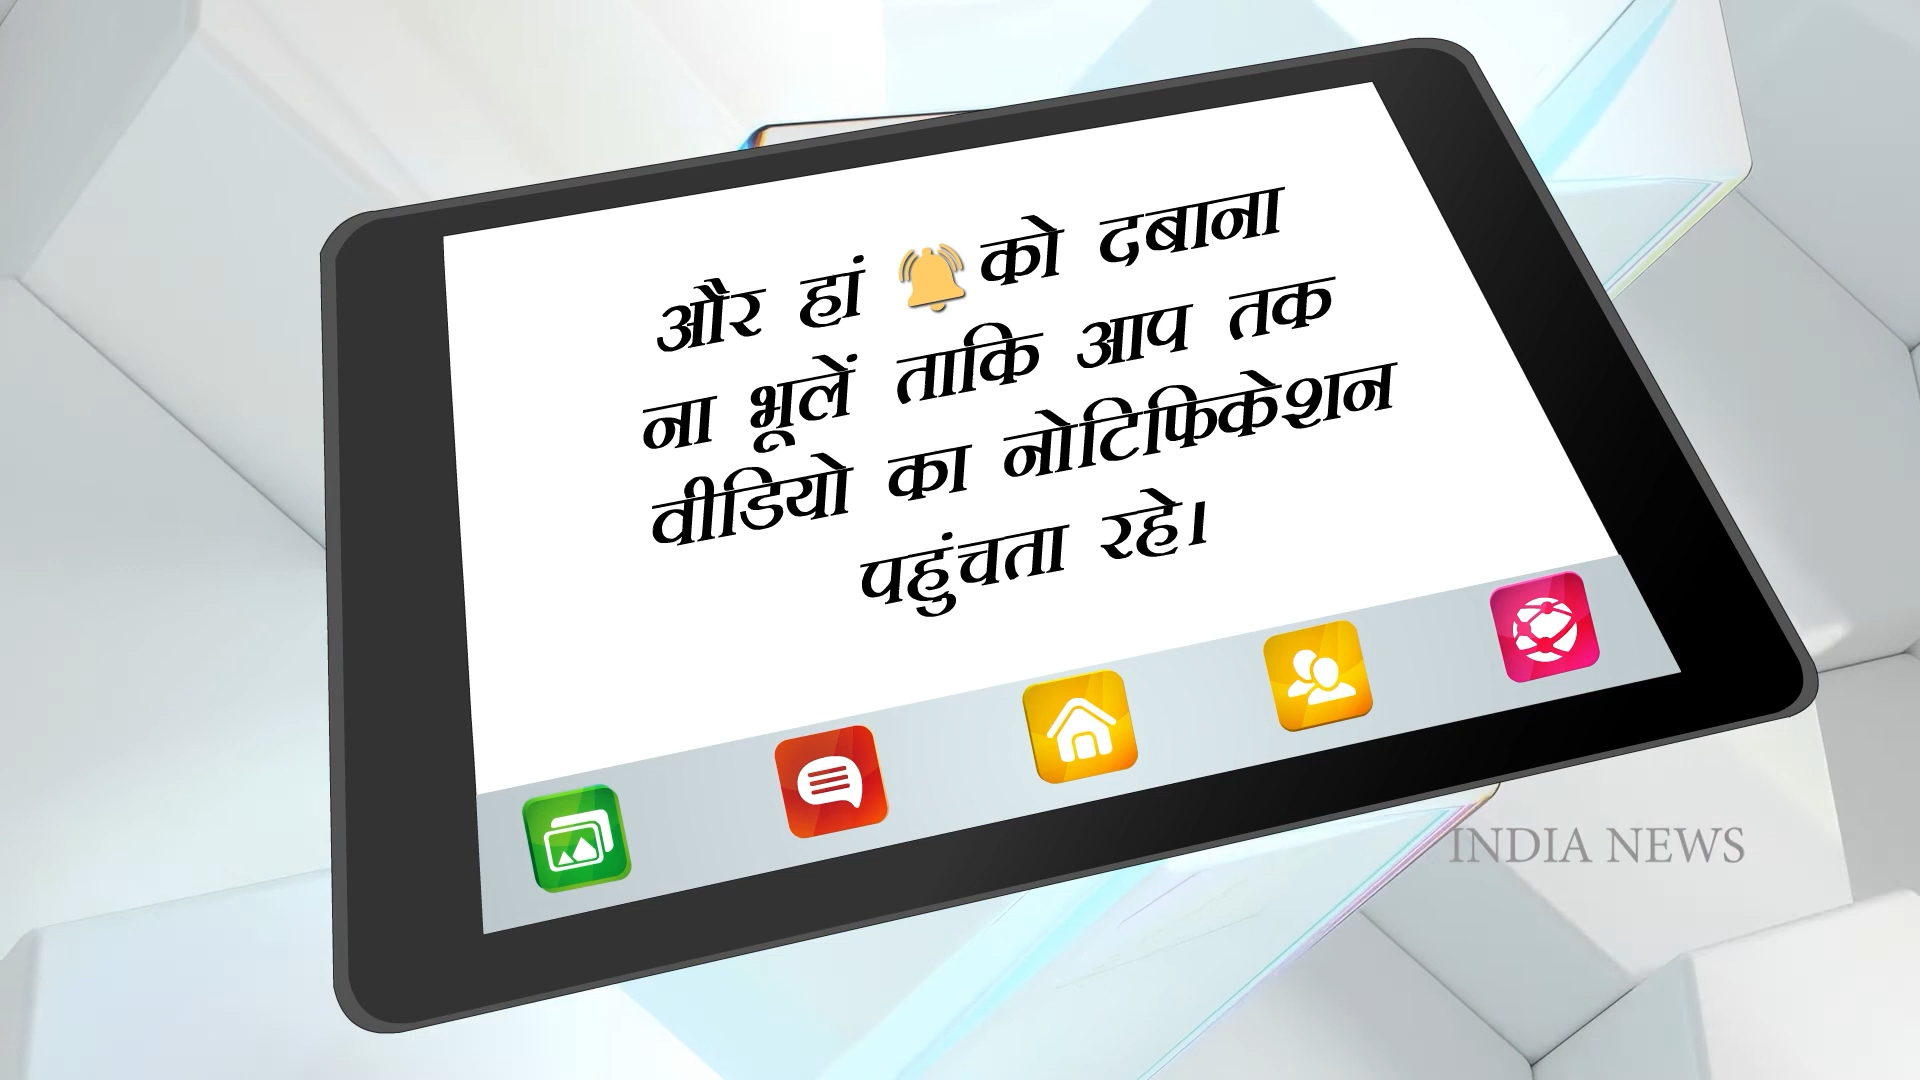 और हां 🔔 को दबाना
ना भूलें ताकि आप तक
वीडियो का नोटिफिकेशन
पहुंचता रहे।
INDIA NEWS